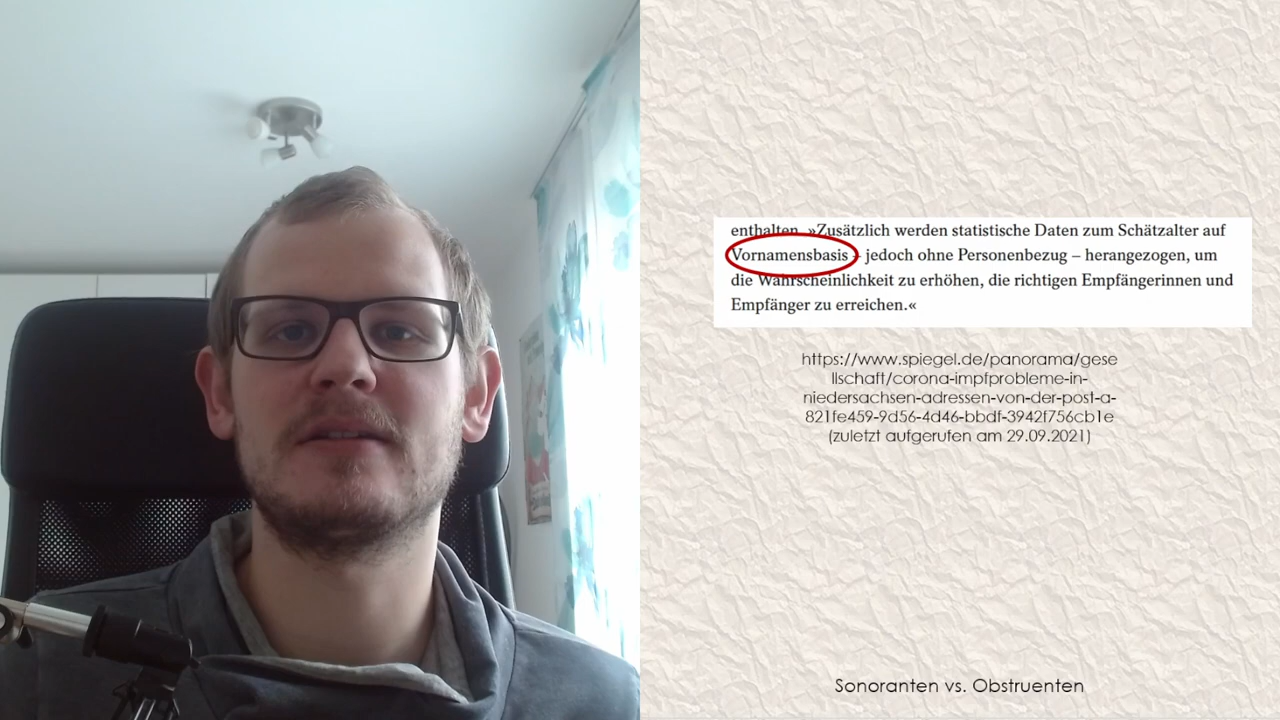 enthalten. »Zusätzlich werden statistische Daten zum Schätzalter auf
Vornamensbasis – jedoch ohne Personenbezug – herangezogen, um
die Wahrscheinlichkeit zu erhöhen, die richtigen Empfängerinnen und
Empfänger zu erreichen.«
https://www.spiegel.de/panorama/gese
llschaft/corona-impfprobleme-in-
niedersachsen-adressen-von-der-post-a-
821fe459-9d56-4d46-bbdf-3942f756cb1e
(zuletzt aufgerufen am 29.09.2021)
Sonoranten vs. Obstruenten